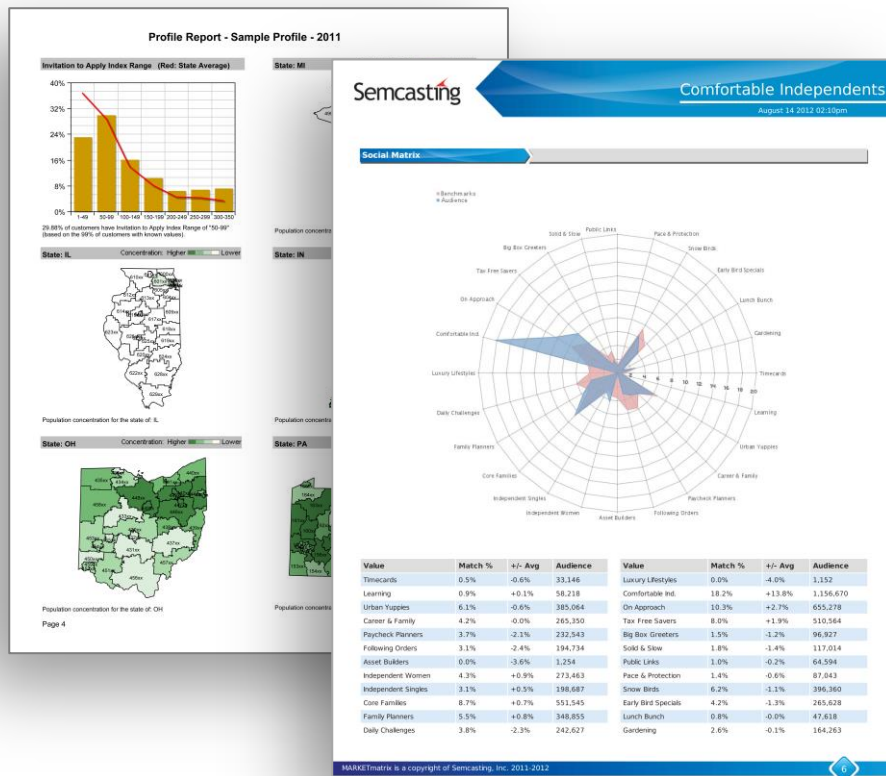 Profile Report - Sample Profile - 2011
Invitation to Apply Index Range (Red: State Average)
40%
32%
24%
16%
8%
0%
1-49 50-99 100-149 150-199 200-249 250-299 300-350
29.88% of customers have Invitation to Apply Index Range of "50-99"
(based on the 99% of customers with known values).
State: MI
Population concentra
State: IL Concentration: Higher Lower
Population concentration for the state of: IL
State: IN
Population concentra
State: OH Concentration: Higher Lower
Population concentration for the state of: OH
State: PA
Population concentra
Page 4
Semcasting
Comfortable Independents
August 14 2012 02:10pm
Social Matrix
Benchmarks
Audience
Public Links
Pace & Protection
Snow Birds
Early Bird Specials
Lunch Bunch
Gardening
Timecards
Learning
Urban Yuppies
Career & Family
Paycheck Planners
Following Orders
Asset Builders
Independent Women
Independent Singles
Core Families
Family Planners
Daily Challenges
Luxury Lifestyles
Comfortable Ind.
On Approach
Tax Free Savers
Big Box Greeters
Solid & Slow
2 4 6 8 10 12 14 16 18 20
Value Match % +/- Avg Audience
Timecards 0.5% -0.6% 33,146
Learning 0.9% +0.1% 58,218
Urban Yuppies 6.1% -0.6% 385,064
Career & Family 4.2% -0.0% 265,350
Paycheck Planners 3.7% -2.1% 232,543
Following Orders 3.1% -2.4% 194,734
Asset Builders 0.0% -3.6% 1,254
Independent Women 4.3% +0.9% 273,463
Independent Singles 3.1% +0.5% 198,687
Core Families 8.7% +0.7% 551,545
Family Planners 5.5% +0.8% 348,855
Daily Challenges 3.8% -2.3% 242,627
Value Match % +/- Avg Audience
Luxury Lifestyles 0.0% -4.0% 1,152
Comfortable Ind. 18.2% +13.8% 1,156,670
On Approach 10.3% +2.7% 655,278
Tax Free Savers 8.0% +1.9% 510,564
Big Box Greeters 1.5% -1.2% 96,927
Solid & Slow 1.8% -1.4% 117,014
Public Links 1.0% -0.2% 64,594
Pace & Protection 1.4% -0.6% 87,043
Snow Birds 6.2% -1.1% 396,360
Early Bird Specials 4.2% -1.3% 265,628
Lunch Bunch 0.8% -0.0% 47,618
Gardening 2.6% -0.1% 164,263
MARKETmatrix is a copyright of Semcasting, Inc. 2011-2012
6